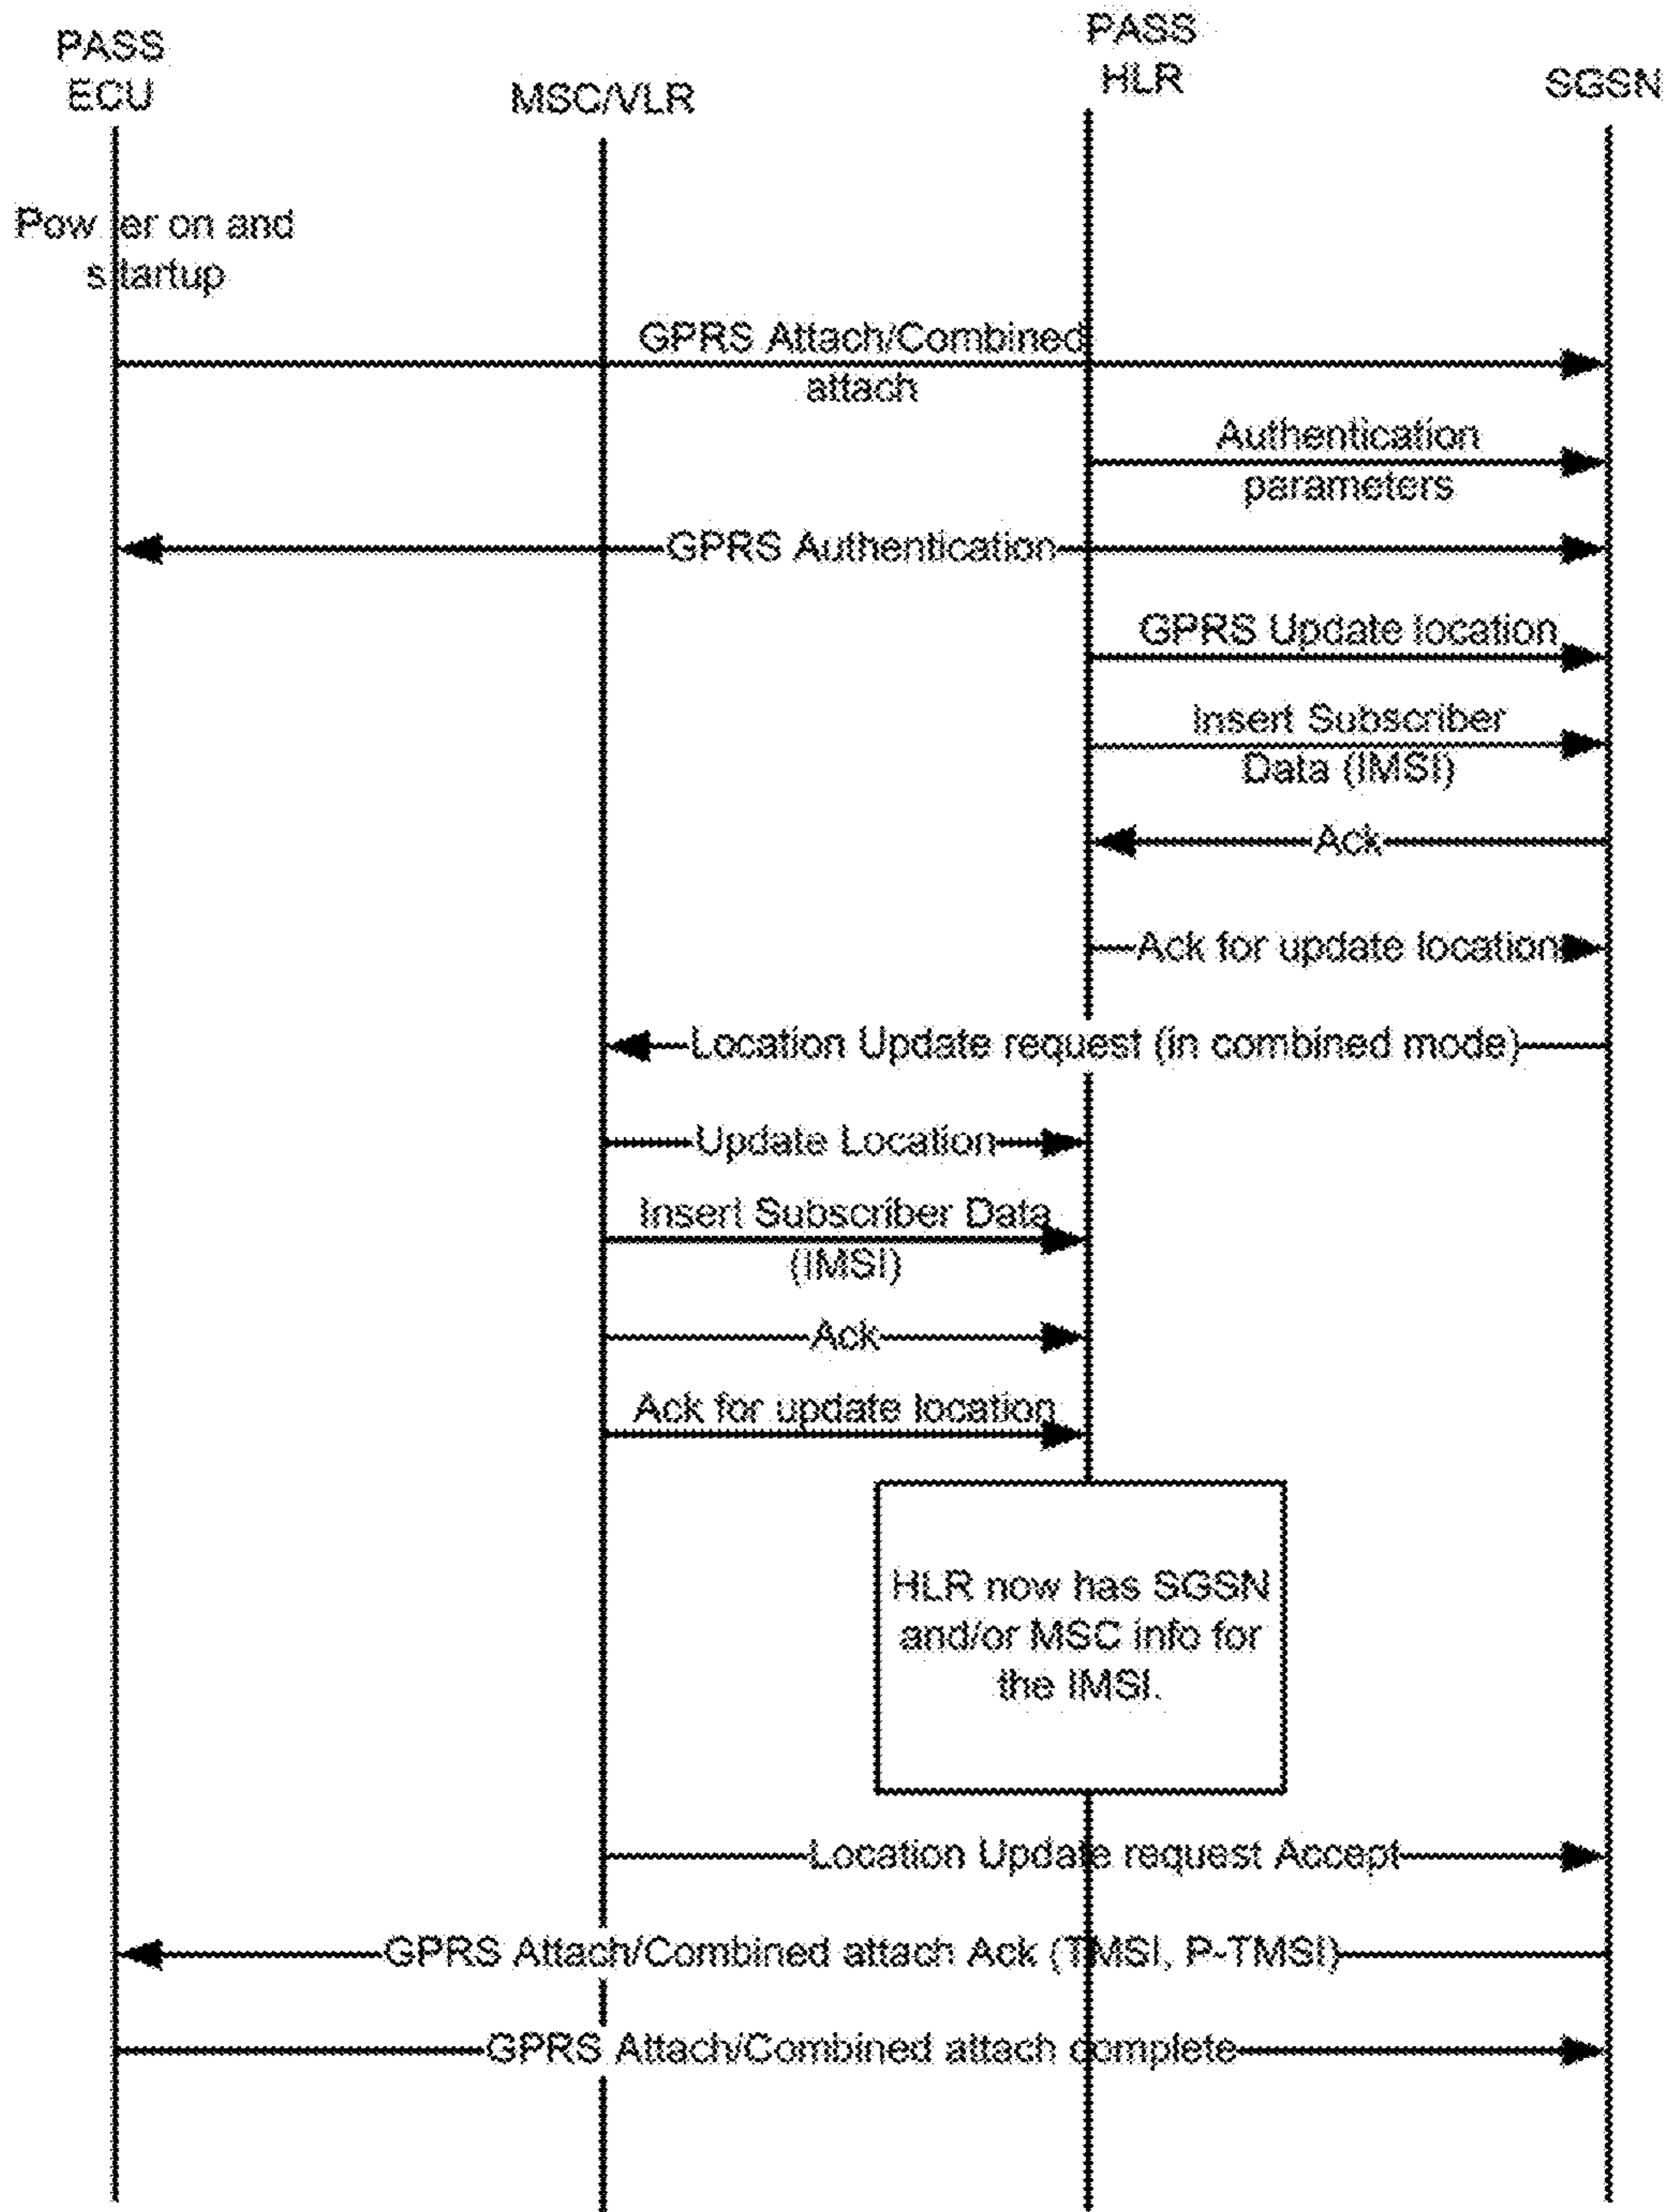 PASS
ECU
MSC/VLR
PASS
HLR
SGSN
Power on and
startup
GPRS Attach/Combined
attach
Authentication
parameters
GPRS Authentication
GPRS Update location
Insert Subscriber
Data (IMSI)
Ack
Ack for update location
Location Update request (in combined mode)
Update Location
Insert Subscriber Data
(IMSI)
Ack
Ack for update location
HLR now has SGSN
and/or MSC info for
the IMSI.
Location Update request Accept
GPRS Attach/Combined attach Ack (TMSI, P-TMSI)
GPRS Attach/Combined attach complete